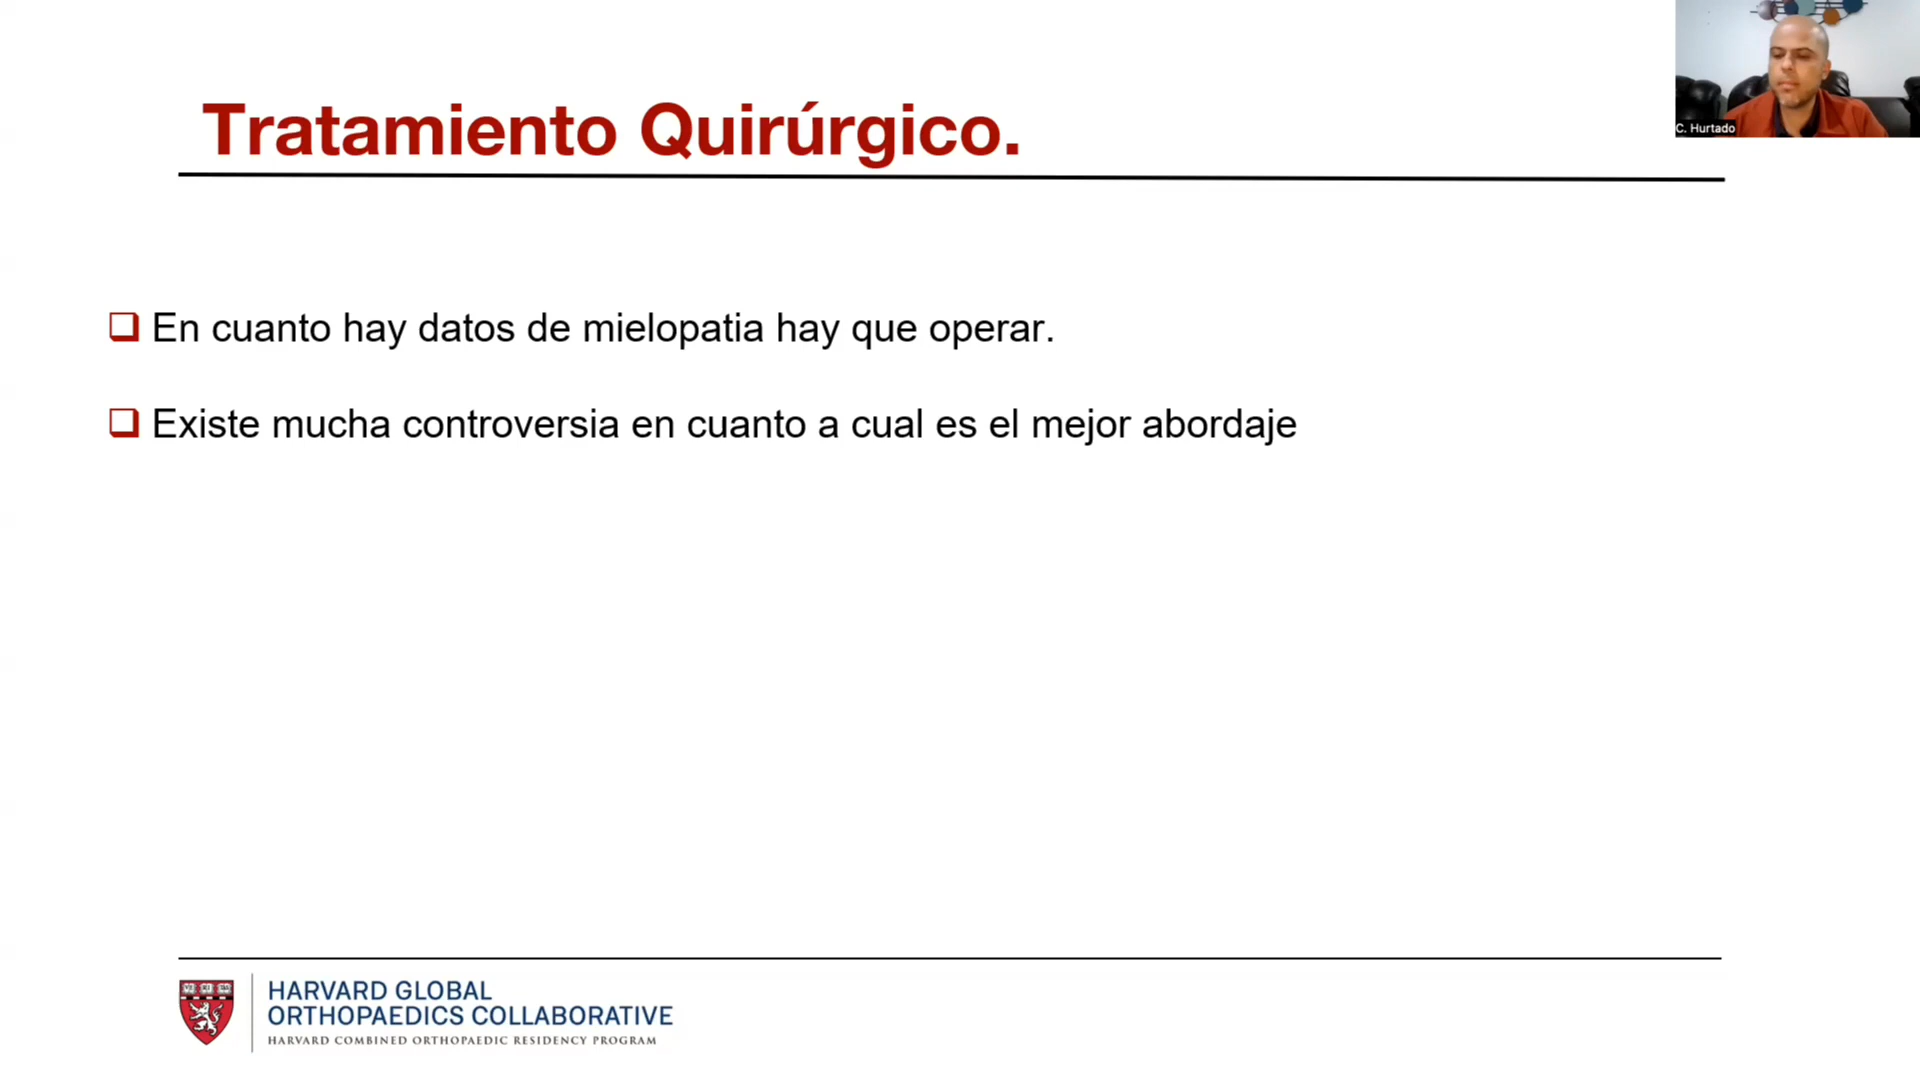 Tratamiento Quirúrgico.
C. Hurtado
En cuanto hay datos de mielopatia hay que operar.
Existe mucha controversia en cuanto a cual es el mejor abordaje
HARVARD GLOBAL
ORTHOPAEDICS COLLABORATIVE
HARVARD COMBINED ORTHOPAEDIC RESIDENCY PROGRAM